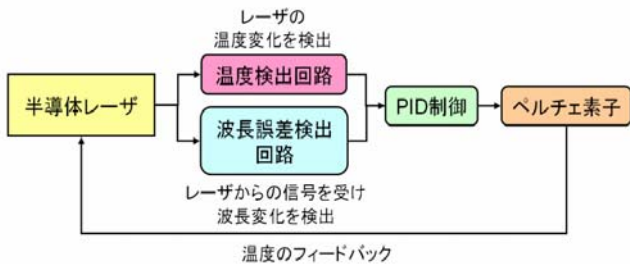 レーザの
温度変化を検出
温度検出回路
半導体レーザ
PID制御
ペルチェ素子
波長誤差検出
回路
レーザからの信号を受け
波長変化を検出
温度のフィードバック